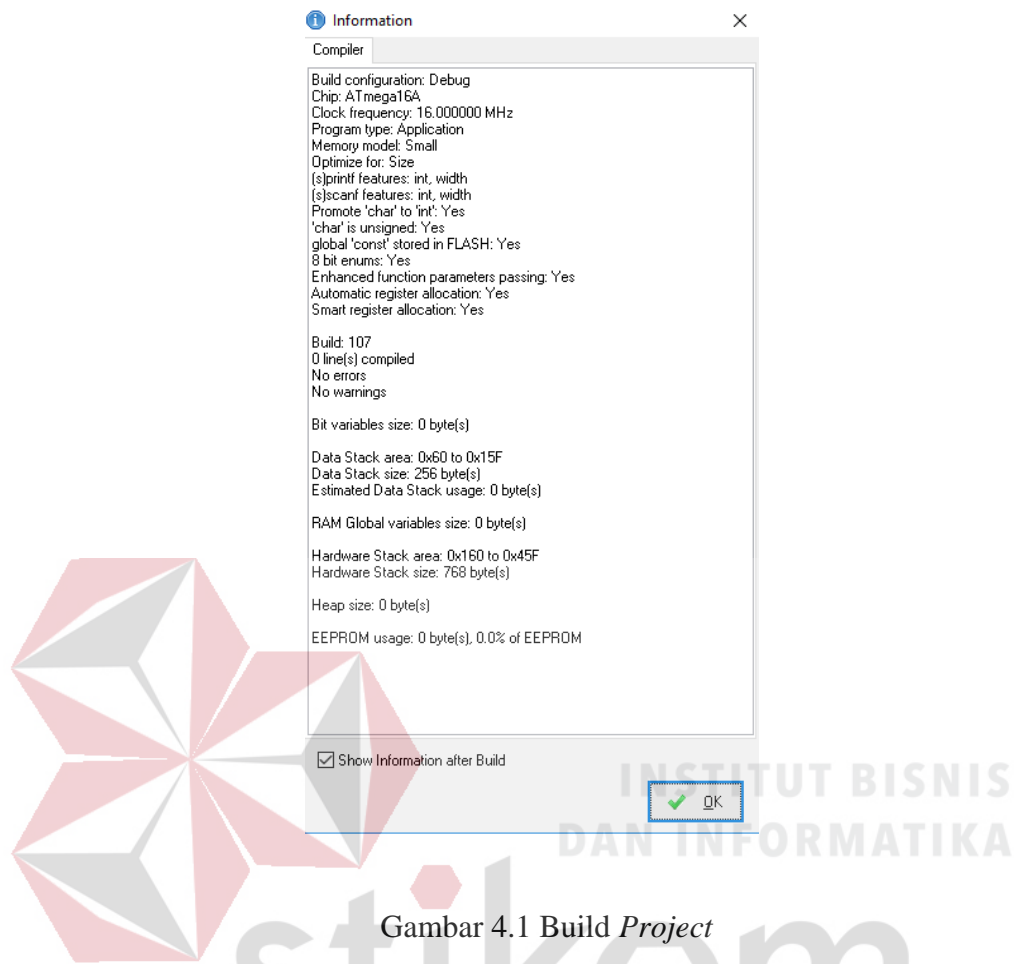 Information
Compiler
Build configuration: Debug
Chip: ATmega16A
Clock frequency: 16.000000 MHz
Program type: Application
Memory model: Small
Optimize for: Size
(s)printf features: int, width
(s)scanf features: int, width
Promote 'char' to 'int': Yes
'char' is unsigned: Yes
global 'const' stored in FLASH: Yes
8 bit enums: Yes
Enhanced function parameters passing: Yes
Automatic register allocation: Yes
Smart register allocation: Yes
Build: 107
0 line(s) compiled
No errors
No warnings
Bit variables size: 0 byte(s)
Data Stack area: 0x60 to 0x15F
Data Stack size: 256 byte(s)
Estimated Data Stack usage: 0 byte(s)
RAM Global variables size: 0 byte(s)
Hardware Stack area: 0x160 to 0x45F
Hardware Stack size: 768 byte(s)
Heap size: 0 byte(s)
EEPROM usage: 0 byte(s), 0.0% of EEPROM
Show Information after Build
OK
INSTITUT BISNIS
DAN INFORMATIKA
Gambar 4.1 Build Project
stikom